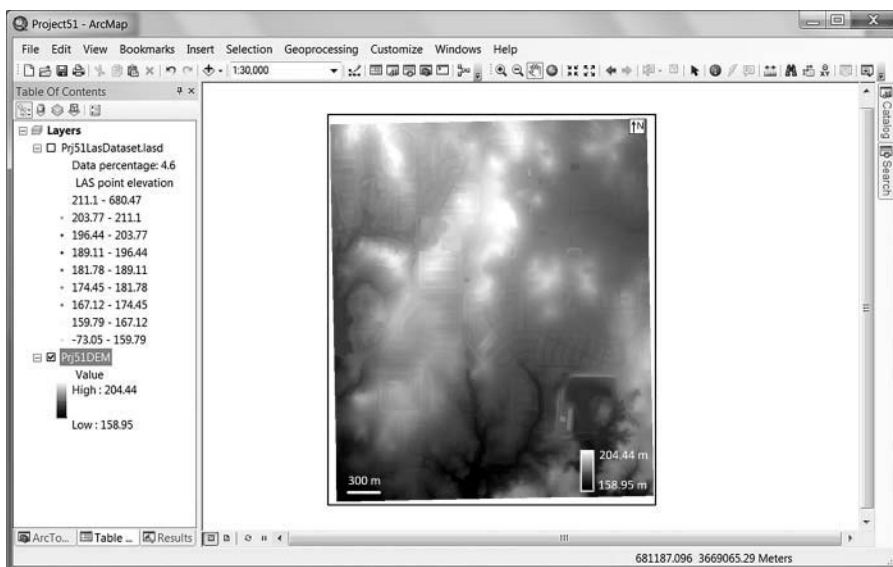 Project51 - ArcMap
File Edit View Bookmarks Insert Selection Geoprocessing Customize Windows Help
1:30,000
Table Of Contents
Layers
Prj51LasDataset.lasd
Data percentage: 4.6
LAS point elevation
211.1 - 680.47
203.77 - 211.1
196.44 - 203.77
189.11 - 196.44
181.78 - 189.11
174.45 - 181.78
167.12 - 174.45
159.79 - 167.12
-73.05 - 159.79
Prj51DEM
Value
High : 204.44
Low : 158.95
N
204.44 m
158.95 m
300 m
Catalog
Search
ArcTo... Table ... Results
681187.096 3669065.29 Meters